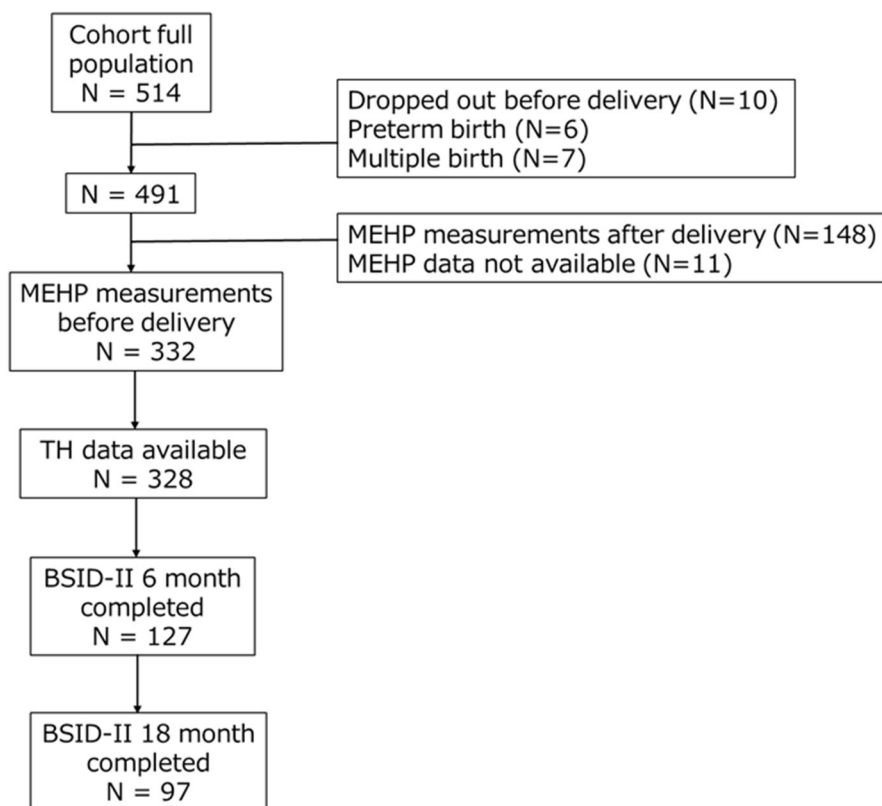 Cohort full
population
N = 514
Dropped out before delivery (N=10)
Preterm birth (N=6)
Multiple birth (N=7)
N = 491
MEHP measurements after delivery (N=148)
MEHP data not available (N=11)
MEHP measurements
before delivery
N = 332
TH data available
N = 328
BSID-II 6 month
completed
N = 127
BSID-II 18 month
completed
N = 97